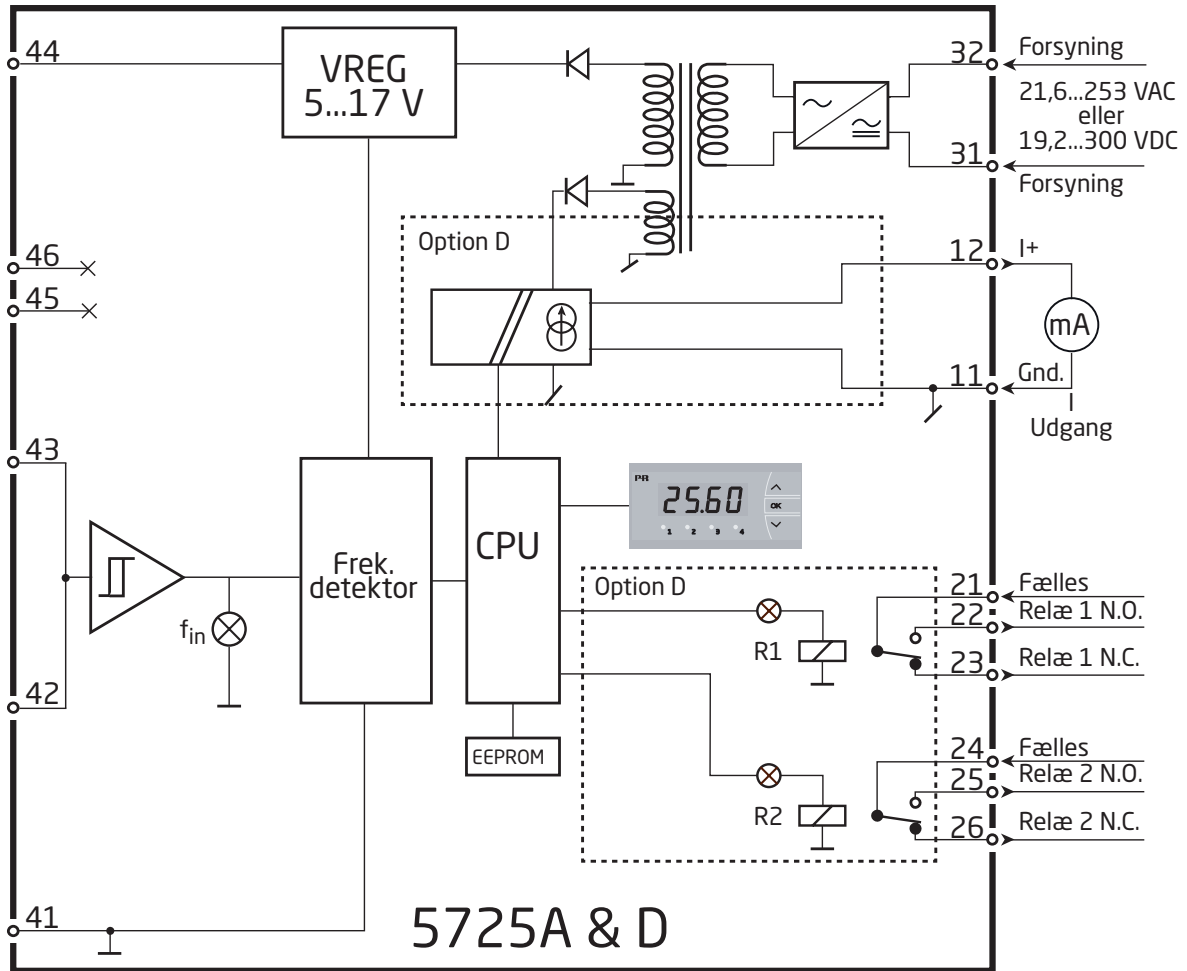 44
VREG
5...17 V
32
Forsyning
21,6...253 VAC
eller
19,2...300 VDC
31
Forsyning
46
45
Option D
12
I+
mA
11
Gnd.
I
Udgang
43
PR
25.60
OK
1 2 3 4
Frek.
detektor
CPU
fin
42
Option D
21
Fælles
22
Relæ 1 N.O.
R1
23
Relæ 1 N.C.
EEPROM
24
Fælles
25
Relæ 2 N.O.
R2
26
Relæ 2 N.C.
41
5725A & D